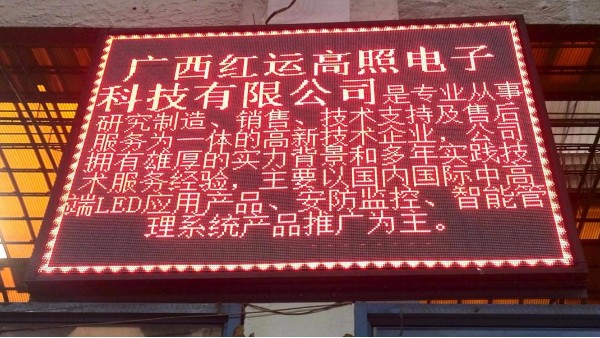 广西红运高照电子
科技有限公司是专业从事
研究制造、销售、技术支持及售后
服务为一体的高新技术企业，公司
拥有雄厚的实力背景和多年实践技
术服务经验，主要以国内国际中高
端LED应用产品、安防监控、智能管
理系统产品推广为主。